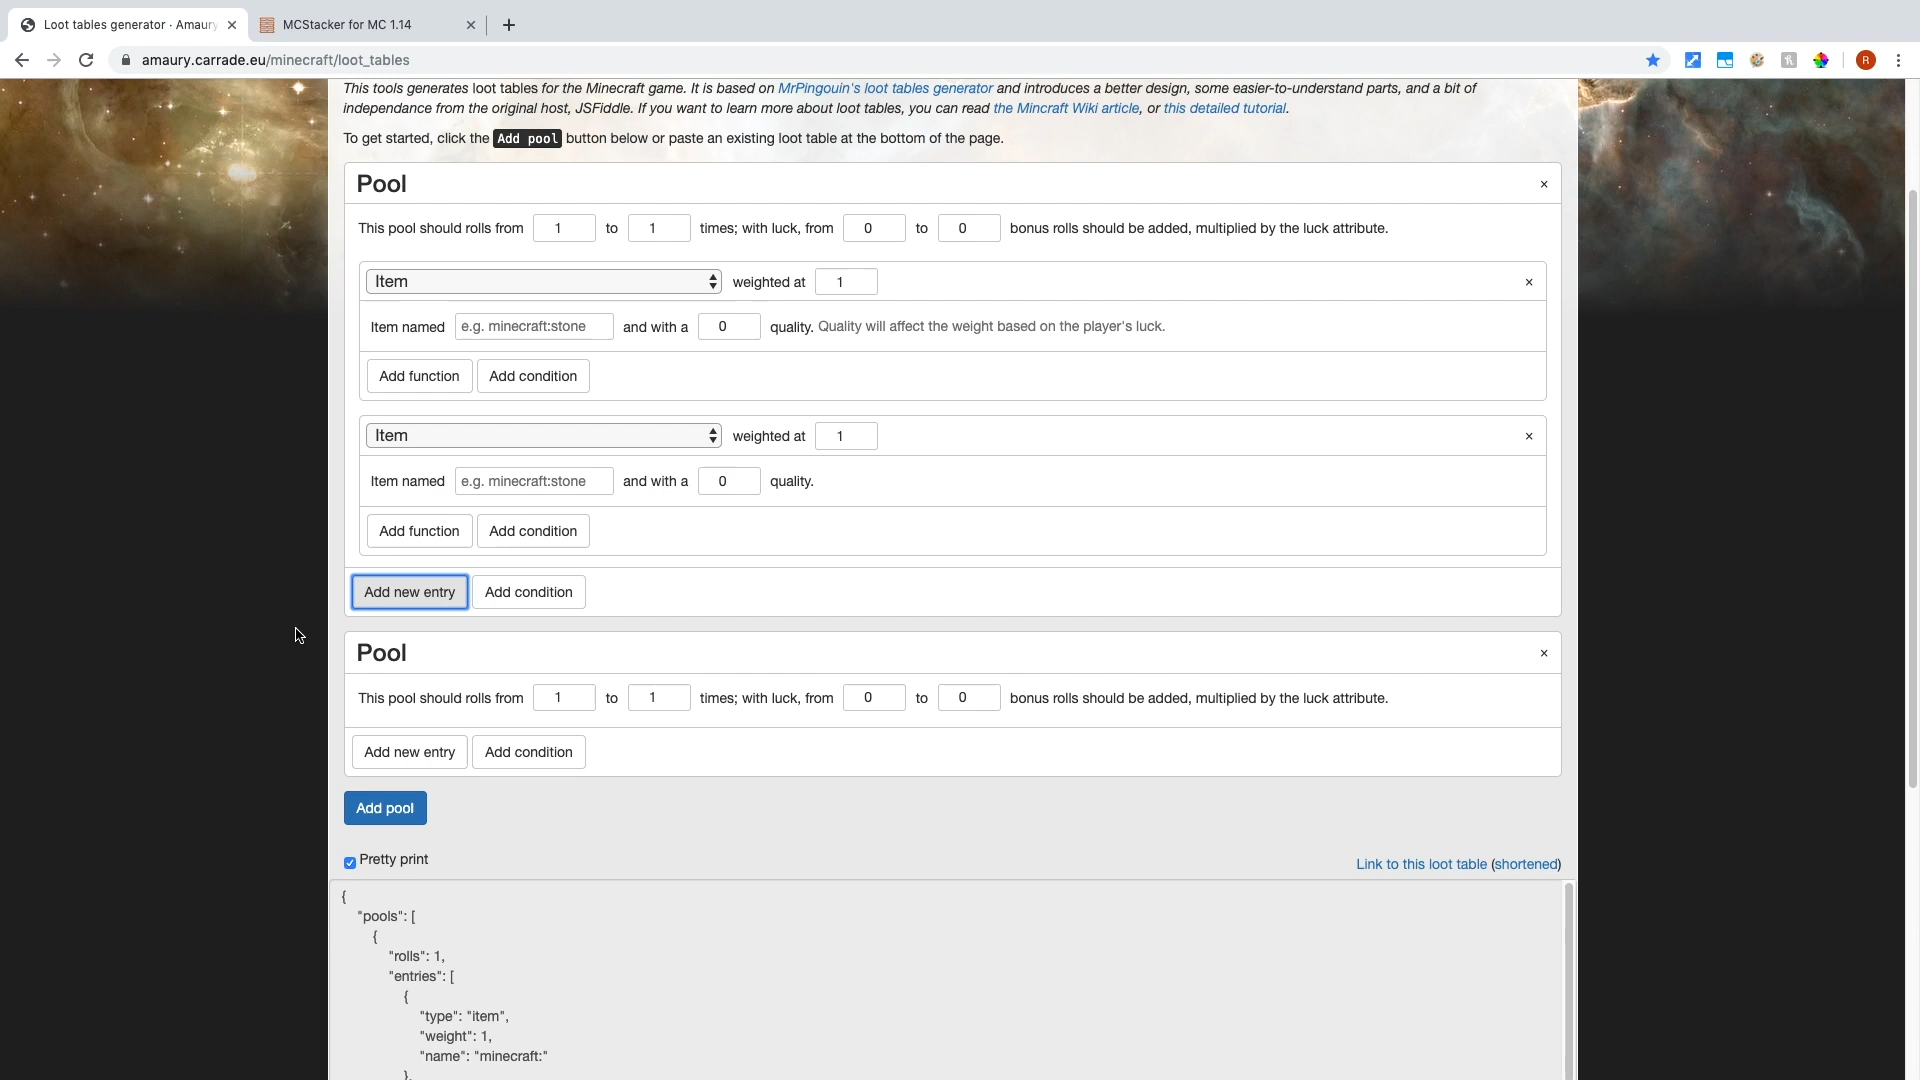 Loot tables generator · Amaury
MCStacker for MC 1.14
amaury.carrade.eu/minecraft/loot_tables
R
This tools generates loot tables for the Minecraft game. It is based on MrPingouin's loot tables generator and introduces a better design, some easier-to-understand parts, and a bit of
independance from the original host, JSFiddle. If you want to learn more about loot tables, you can read the Mincraft Wiki article, or this detailed tutorial.
To get started, click the Add pool button below or paste an existing loot table at the bottom of the page.
Pool ×
This pool should rolls from 1 to 1 times; with luck, from 0 to 0 bonus rolls should be added, multiplied by the luck attribute.
Item weighted at 1 ×
Item named e.g. minecraft:stone and with a 0 quality. Quality will affect the weight based on the player's luck.
Add function Add condition
Item weighted at 1 ×
Item named e.g. minecraft:stone and with a 0 quality.
Add function Add condition
Add new entry Add condition
Pool ×
This pool should rolls from 1 to 1 times; with luck, from 0 to 0 bonus rolls should be added, multiplied by the luck attribute.
Add new entry Add condition
Add pool
Pretty print Link to this loot table (shortened)
{
"pools": [
{
"rolls": 1,
"entries": [
{
"type": "item",
"weight": 1,
"name": "minecraft:"
},